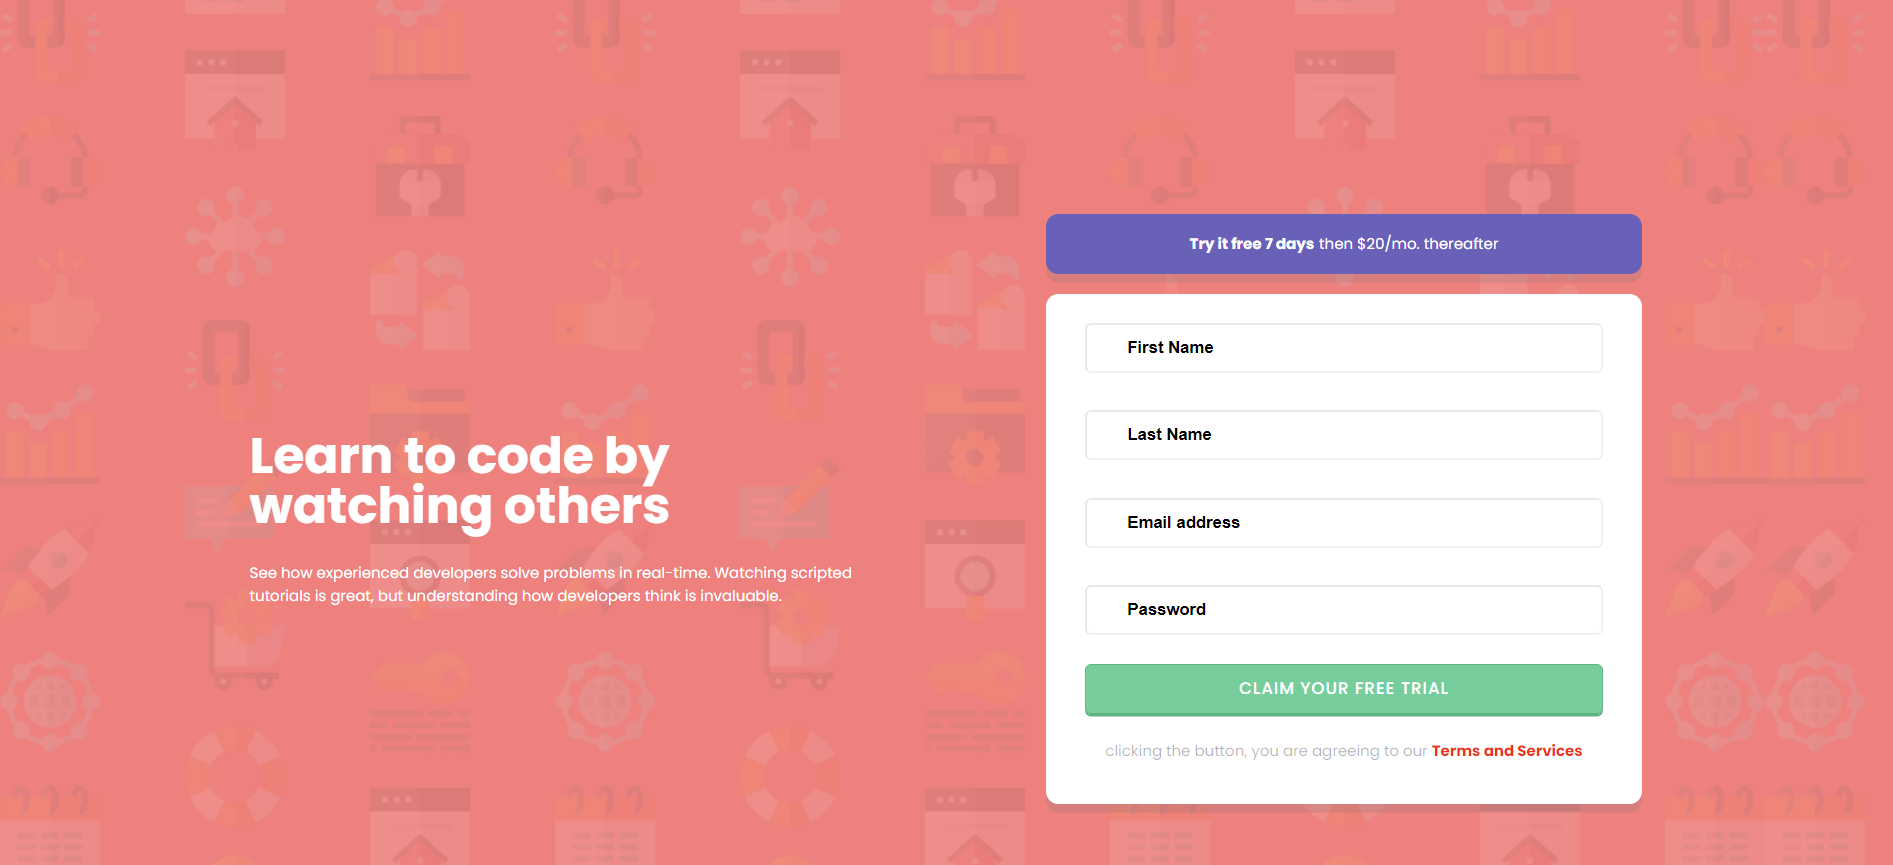 Learn to code by
watching others
See how experienced developers solve problems in real-time. Watching scripted
tutorials is great, but understanding how developers think is invaluable.
Try it free 7 days then $20/mo. thereafter
First Name
Last Name
Email address
Password
CLAIM YOUR FREE TRIAL
clicking the button, you are agreeing to our Terms and Services